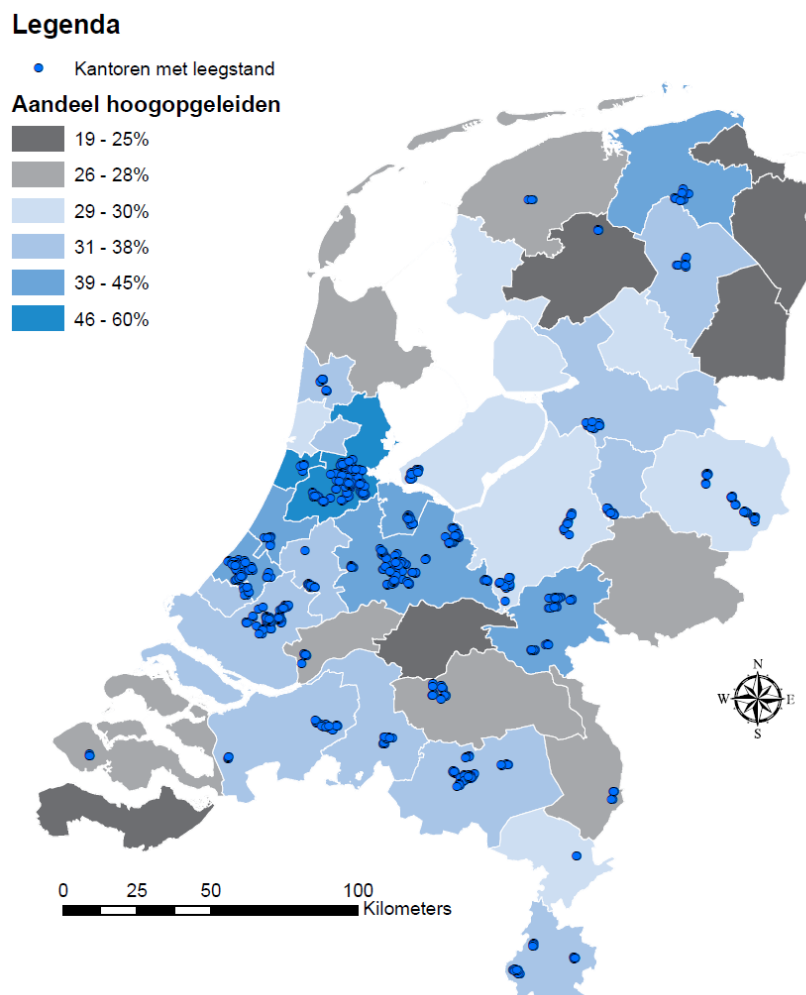 Legenda
Kantoren met leegstand
Aandeel hoogopgeleiden
19 - 25%
26 - 28%
29 - 30%
31 - 38%
39 - 45%
46 - 60%
N
W E
S
0 25 50 100
Kilometers